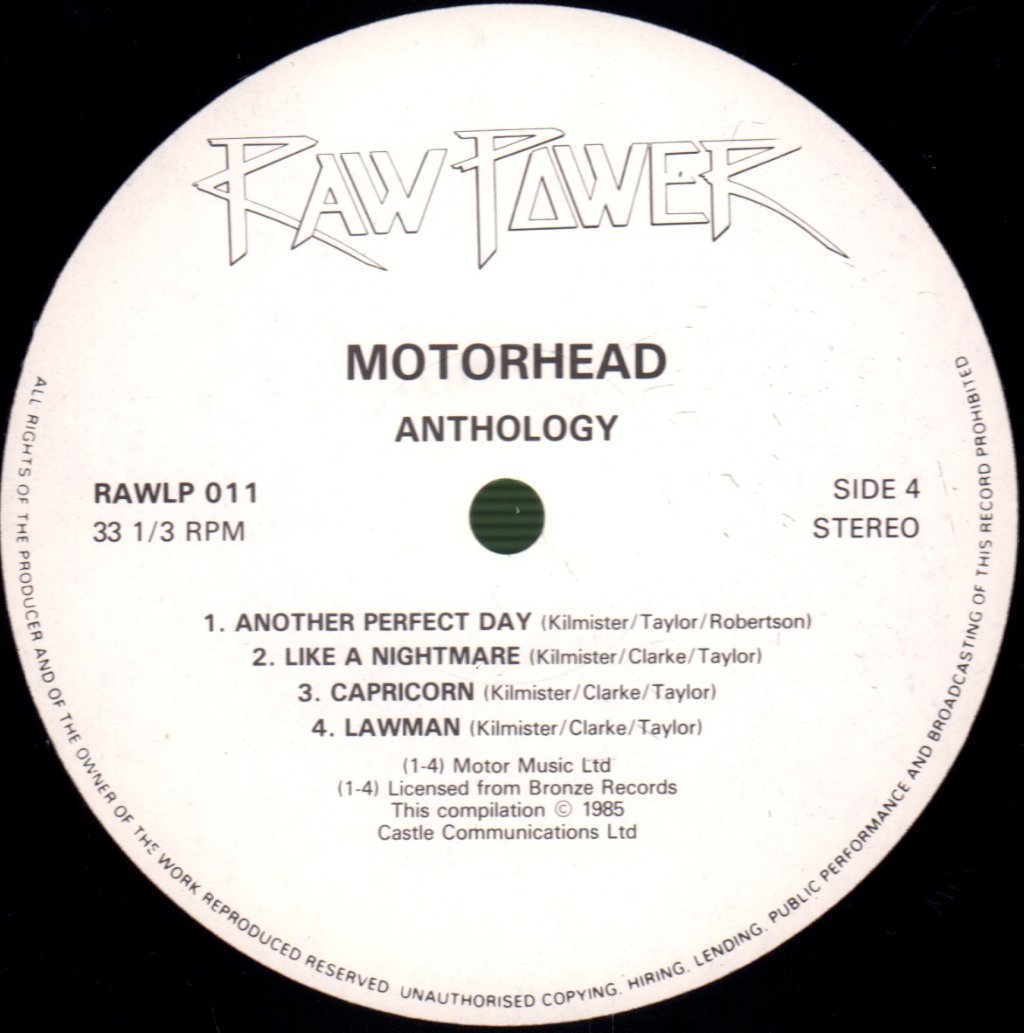 RAW POWER
MOTORHEAD
ANTHOLOGY
RAWLP 011
33 1/3 RPM
SIDE 4
STEREO
1. ANOTHER PERFECT DAY (Kilmister/Taylor/Robertson)
2. LIKE A NIGHTMARE (Kilmister/Clarke/Taylor)
3. CAPRICORN (Kilmister/Clarke/Taylor)
4. LAWMAN (Kilmister/Clarke/Taylor)
(1-4) Motor Music Ltd
(1-4) Licensed from Bronze Records
This compilation © 1985
Castle Communications Ltd
ALL RIGHTS OF THE PRODUCER AND OF THE OWNER OF THE WORK REPRODUCED RESERVED UNAUTHORISED COPYING. HIRING. LENDING. PUBLIC PERFORMANCE AND BROADCASTING OF THIS RECORD PROHIBITED